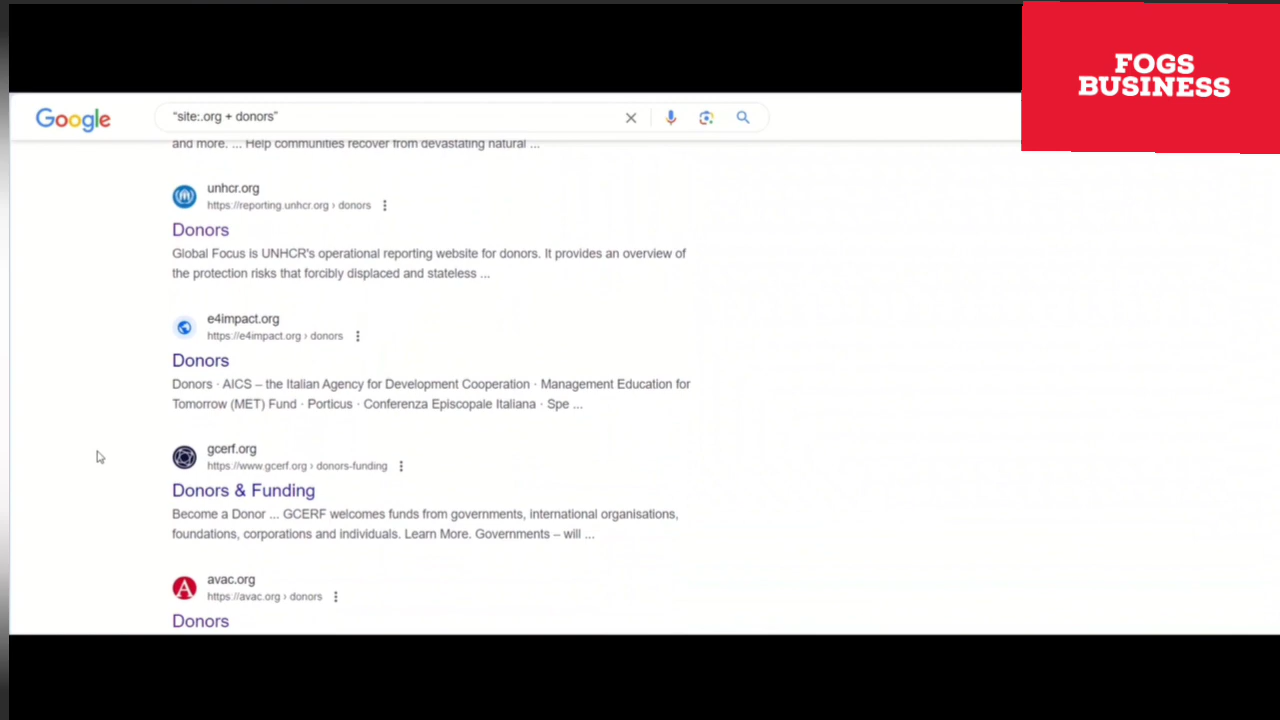 FOGS
BUSINESS
Google
“site:.org + donors”
and more. ... Help communities recover from devastating natural ...
unhcr.org
https://reporting.unhcr.org › donors
Donors
Global Focus is UNHCR's operational reporting website for donors. It provides an overview of
the protection risks that forcibly displaced and stateless ...
e4impact.org
https://e4impact.org › donors
Donors
Donors · AICS – the Italian Agency for Development Cooperation · Management Education for
Tomorrow (MET) Fund · Porticus · Conferenza Episcopale Italiana · Spe ...
gcerf.org
https://www.gcerf.org › donors-funding
Donors & Funding
Become a Donor ... GCERF welcomes funds from governments, international organisations,
foundations, corporations and individuals. Learn More. Governments – will ...
A
avac.org
https://avac.org › donors
Donors